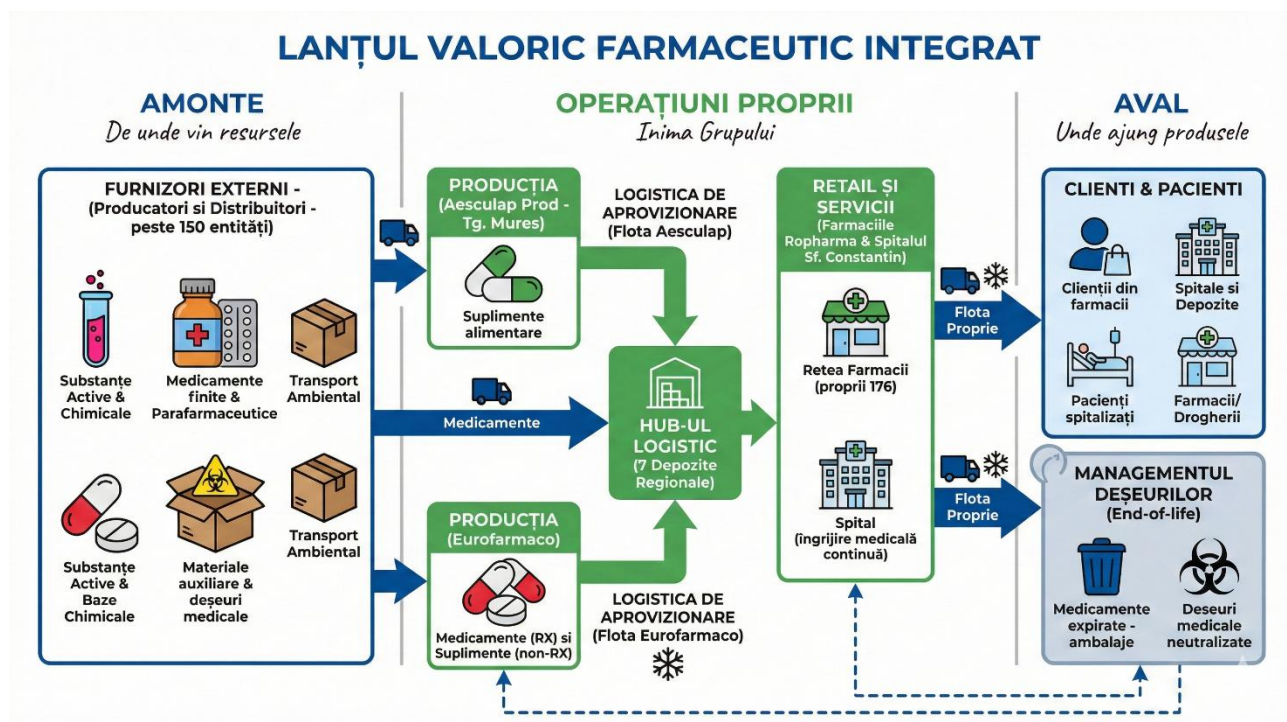 LANȚUL VALORIC FARMACEUTIC INTEGRAT
AMONTE
De unde vin resursele
FURNIZORI EXTERNI -
(Producatori si Distribuitori -
peste 150 entități)
Substanțe
Active &
Chimicale
Medicamente
finite &
Parafarmaceutice
Transport
Ambiental
Substanțe
Active &
Baze
Chimicale
Materiale
auxiliare &
deșeuri
medicale
Transport
Ambiental
OPERAȚIUNI PROPRII
Inima Grupului
PRODUCȚIA
(Aesculap Prod -
Tg. Mures)
Suplimente
alimentare
LOGISTICA DE
APROVIZIONARE
(Flota Aesculap)
Medicamente
HUB-UL
LOGISTIC
(7 Depozite
Regionale)
PRODUCȚIA
(Eurofarmaco)
Medicamente (RX) si
Suplimente (non-RX)
LOGISTICA DE
APROVIZIONARE
(Flota Eurofarmaco)
RETAIL ȘI
SERVICII
(Farmaciile
Ropharma & Spitalul
Sf. Constantin)
Retea Farmacii
(proprii 176)
Spital
(îngrijire medicală
continuă)
Flota
Proprie
Flota
Proprie
AVAL
Unde ajung produsele
CLIENTI & PACIENTI
Clienții din
farmacii
Spitale si
Depozite
Pacienți
spitalizați
Farmacii/
Drogherii
MANAGEMENTUL
DEȘEURILOR
(End-of-life)
Medicamente
expirate -
ambalaje
Deseuri
medicale
neutralizate